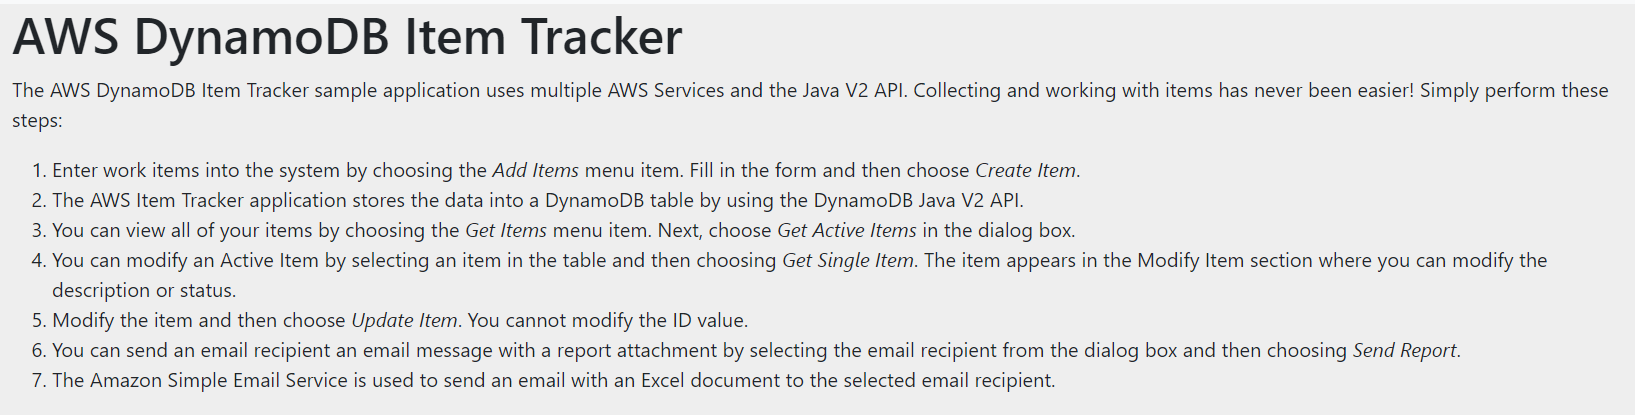 AWS DynamoDB Item Tracker
The AWS DynamoDB Item Tracker sample application uses multiple AWS Services and the Java V2 API. Collecting and working with items has never been easier! Simply perform these
steps:
1. Enter work items into the system by choosing the Add Items menu item. Fill in the form and then choose Create Item.
2. The AWS Item Tracker application stores the data into a DynamoDB table by using the DynamoDB Java V2 API.
3. You can view all of your items by choosing the Get Items menu item. Next, choose Get Active Items in the dialog box.
4. You can modify an Active Item by selecting an item in the table and then choosing Get Single Item. The item appears in the Modify Item section where you can modify the
description or status.
5. Modify the item and then choose Update Item. You cannot modify the ID value.
6. You can send an email recipient an email message with a report attachment by selecting the email recipient from the dialog box and then choosing Send Report.
7. The Amazon Simple Email Service is used to send an email with an Excel document to the selected email recipient.